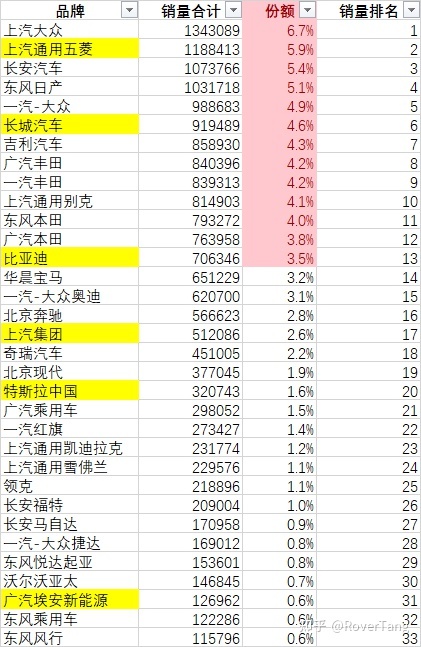 品牌 销量合计 份额 销量排名
上汽大众 1343089 6.7% 1
上汽通用五菱 1188413 5.9% 2
长安汽车 1073766 5.4% 3
东风日产 1031718 5.1% 4
一汽-大众 988683 4.9% 5
长城汽车 919489 4.6% 6
吉利汽车 858930 4.3% 7
广汽丰田 840396 4.2% 8
一汽丰田 839313 4.2% 9
上汽通用别克 814903 4.1% 10
东风本田 793272 4.0% 11
广汽本田 763958 3.8% 12
比亚迪 706346 3.5% 13
华晨宝马 651229 3.2% 14
一汽-大众奥迪 620700 3.1% 15
北京奔驰 566623 2.8% 16
上汽集团 512086 2.6% 17
奇瑞汽车 451005 2.2% 18
北京现代 377045 1.9% 19
特斯拉中国 320743 1.6% 20
广汽乘用车 298052 1.5% 21
一汽红旗 273427 1.4% 22
上汽通用凯迪拉克 231774 1.2% 23
上汽通用雪佛兰 229576 1.1% 24
领克 218896 1.1% 25
长安福特 209004 1.0% 26
长安马自达 170958 0.9% 27
一汽-大众捷达 169012 0.8% 28
东风悦达起亚 153601 0.8% 29
沃尔沃亚太 146845 0.7% 30
广汽埃安新能源 126962 0.6% 31
东风乘用车 122286 0.6% 32
东风风行 115796 0.6% 33
知乎 @RoverTang